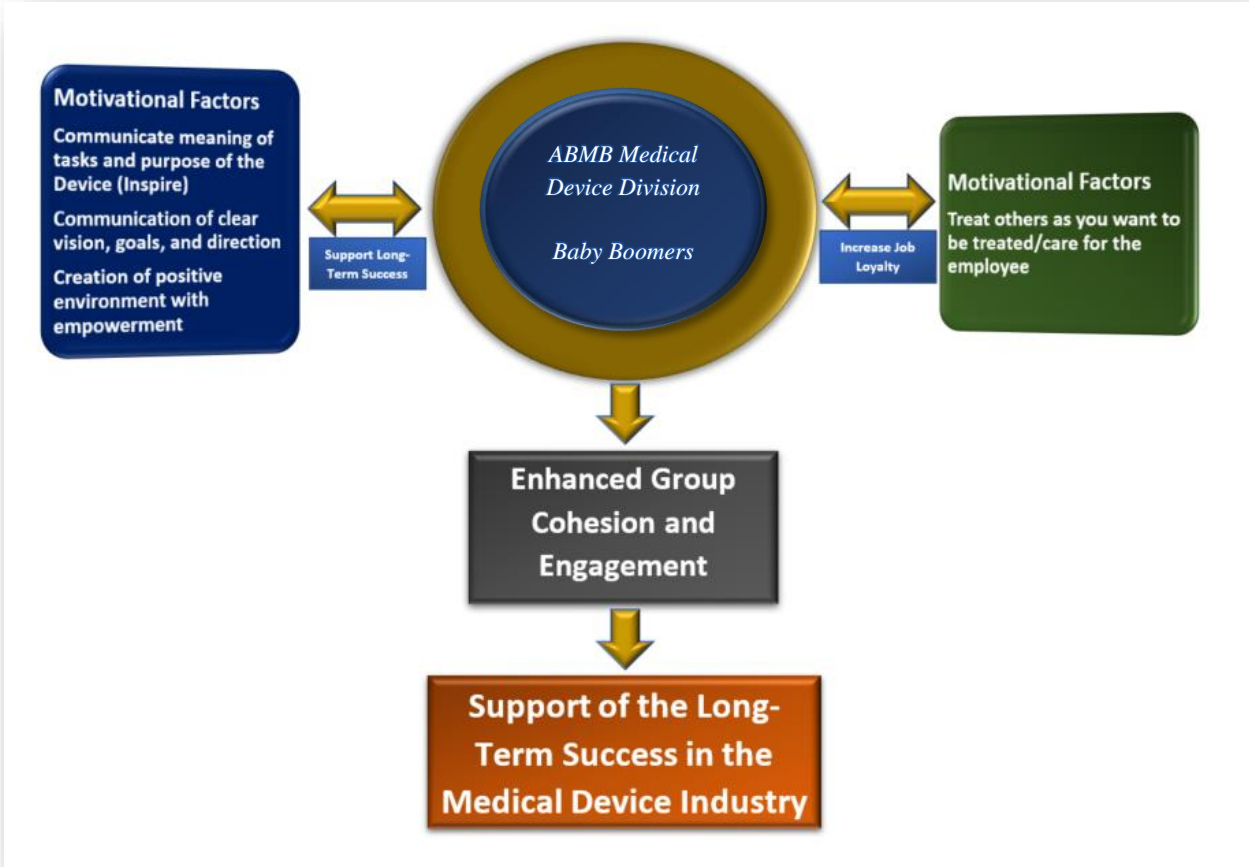 Motivational Factors
Communicate meaning of
tasks and purpose of the
Device (Inspire)
Communication of clear
vision, goals, and direction
Creation of positive
environment with
empowerment
Support Long-
Term Success
ABMB Medical
Device Division
Baby Boomers
Increase Job
Loyalty
Motivational Factors
Treat others as you want to
be treated/care for the
employee
Enhanced Group
Cohesion and
Engagement
Support of the Long-
Term Success in the
Medical Device Industry